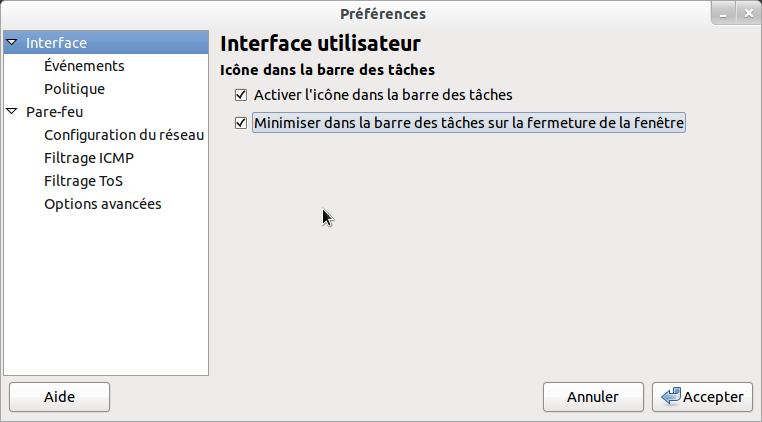 Préférences
Interface
Événements
Politique
Pare-feu
Configuration du réseau
Filtrage ICMP
Filtrage ToS
Options avancées
Interface utilisateur
Icône dans la barre des tâches
Activer l'icône dans la barre des tâches
Minimiser dans la barre des tâches sur la fermeture de la fenêtre
Aide
Annuler
Accepter